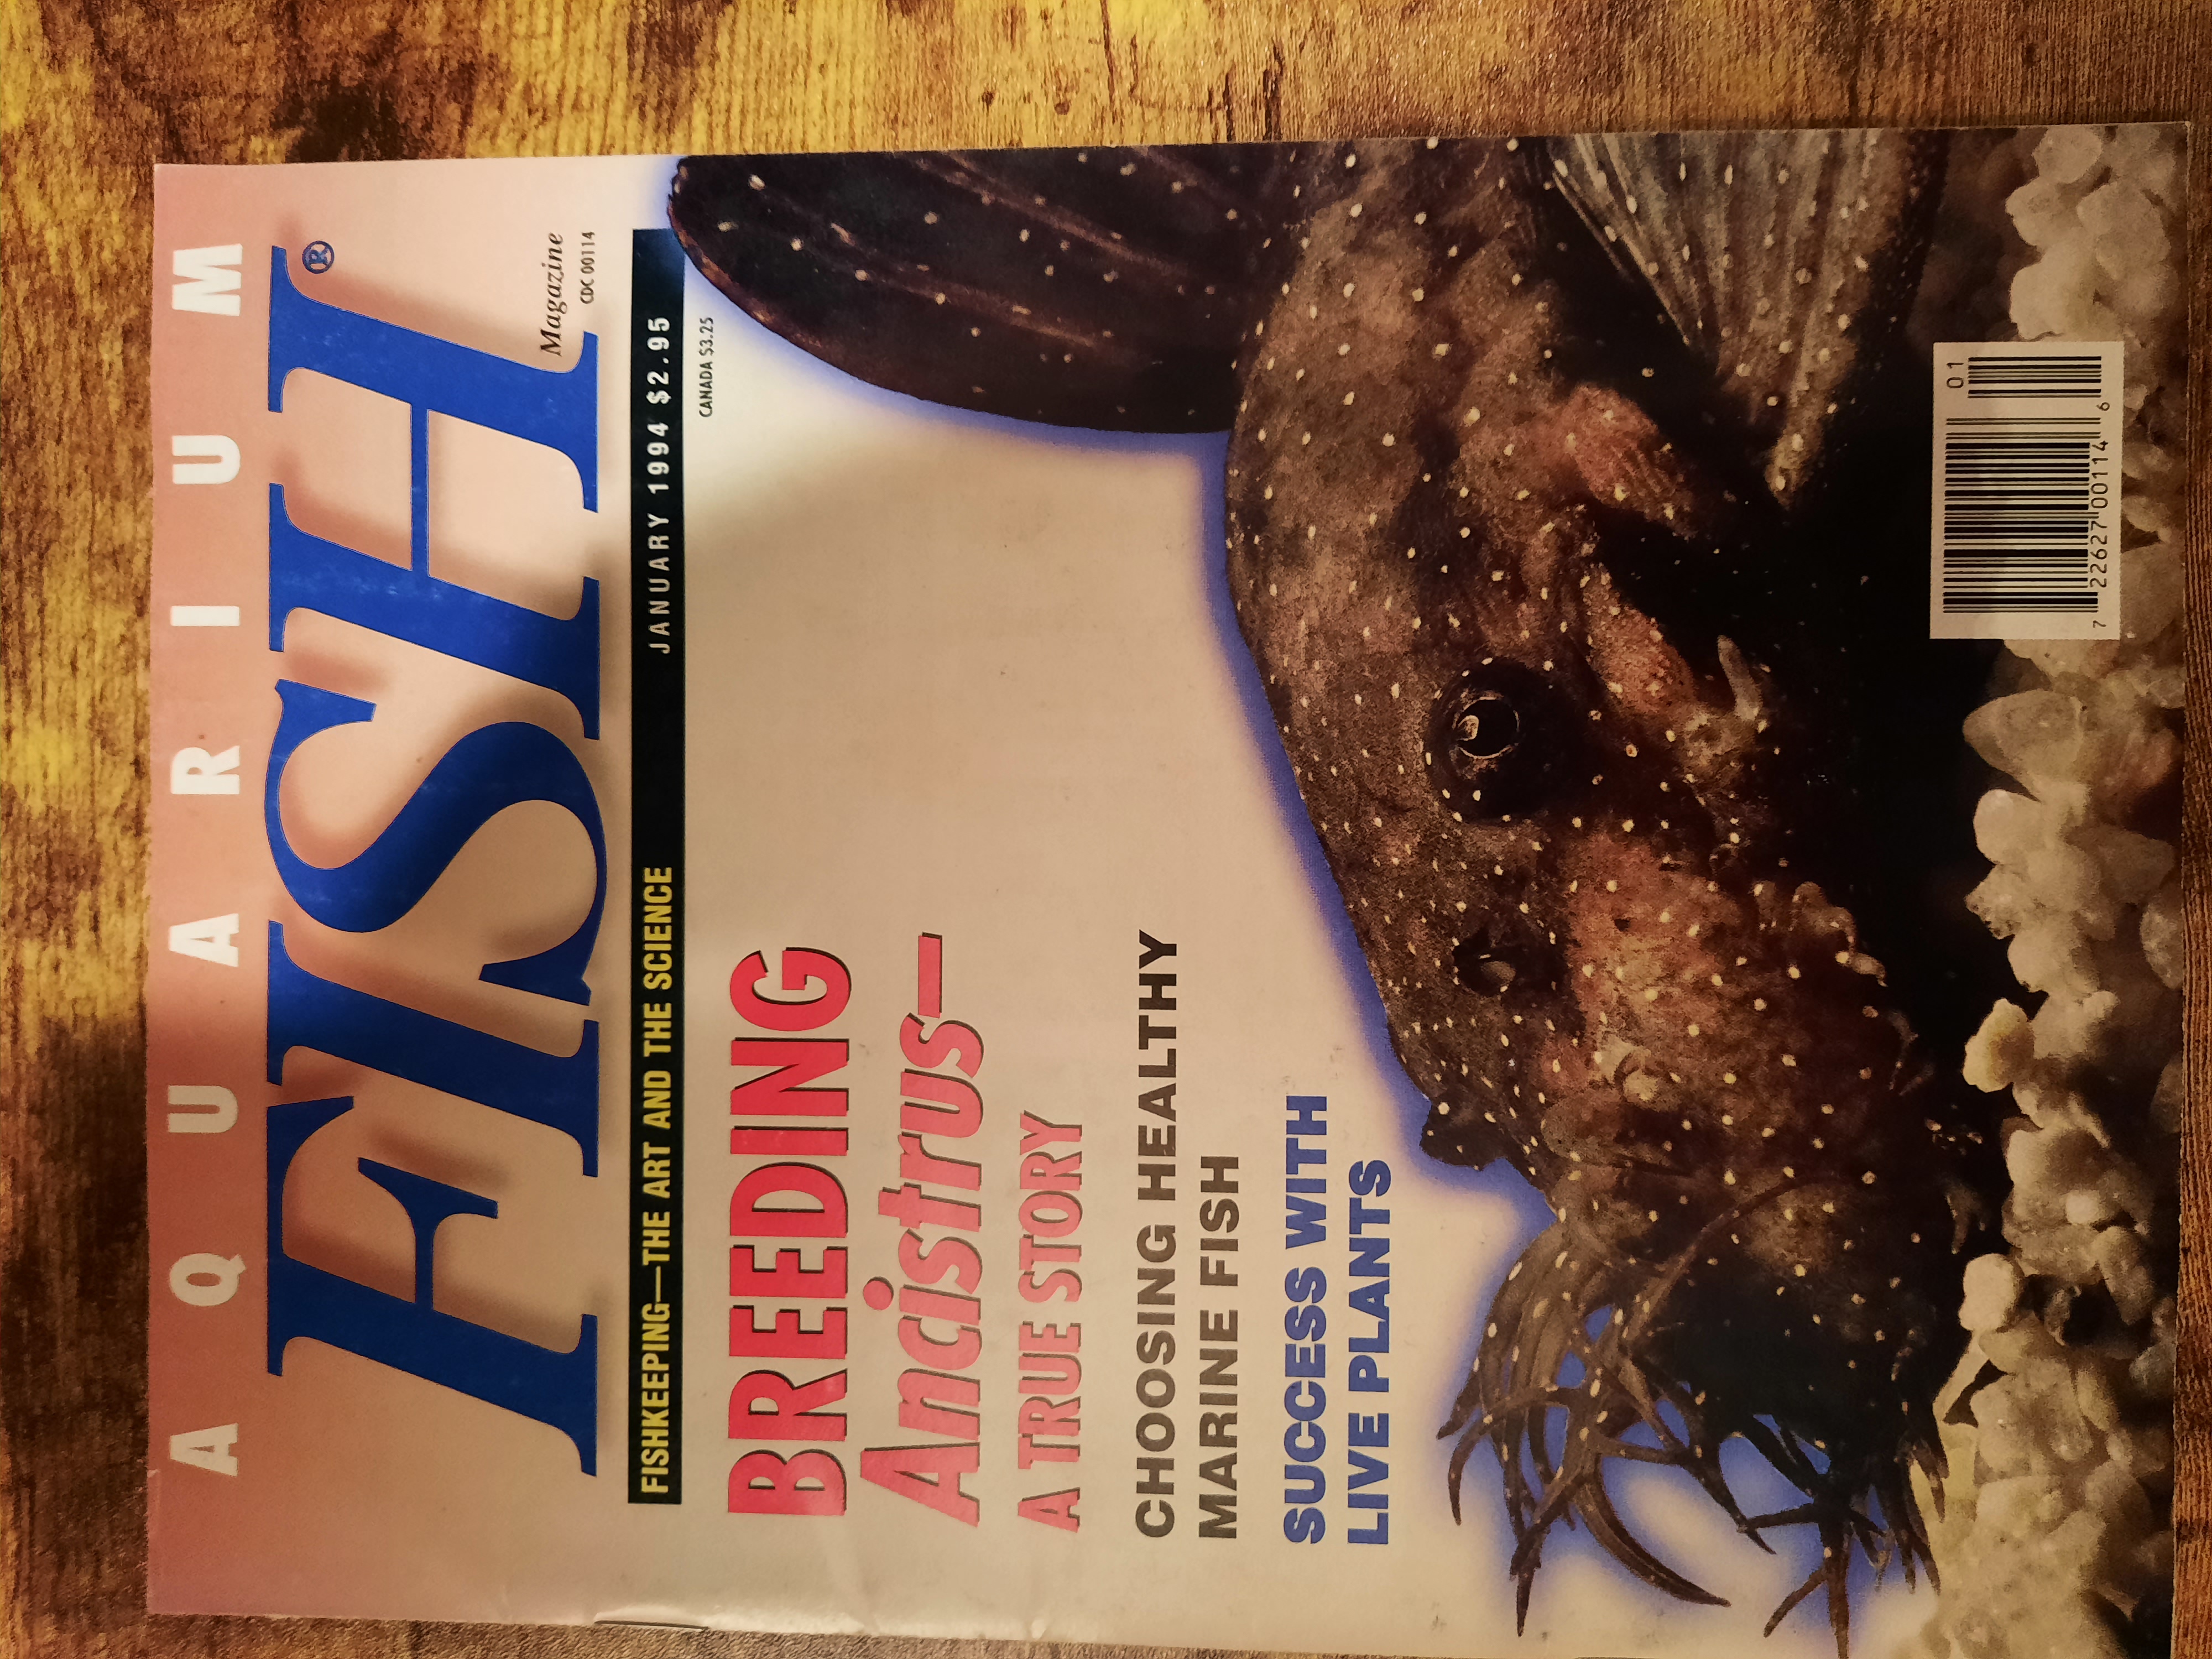 AQUARIUM
FISH®
Magazine
CDC 00114
FISHKEEPING—THE ART AND THE SCIENCE JANUARY 1994 $2.95
CANADA $3.25
BREEDING
Ancistrus—
A TRUE STORY
CHOOSING HEALTHY
MARINE FISH
SUCCESS WITH
LIVE PLANTS
01
7 22627 00114 6